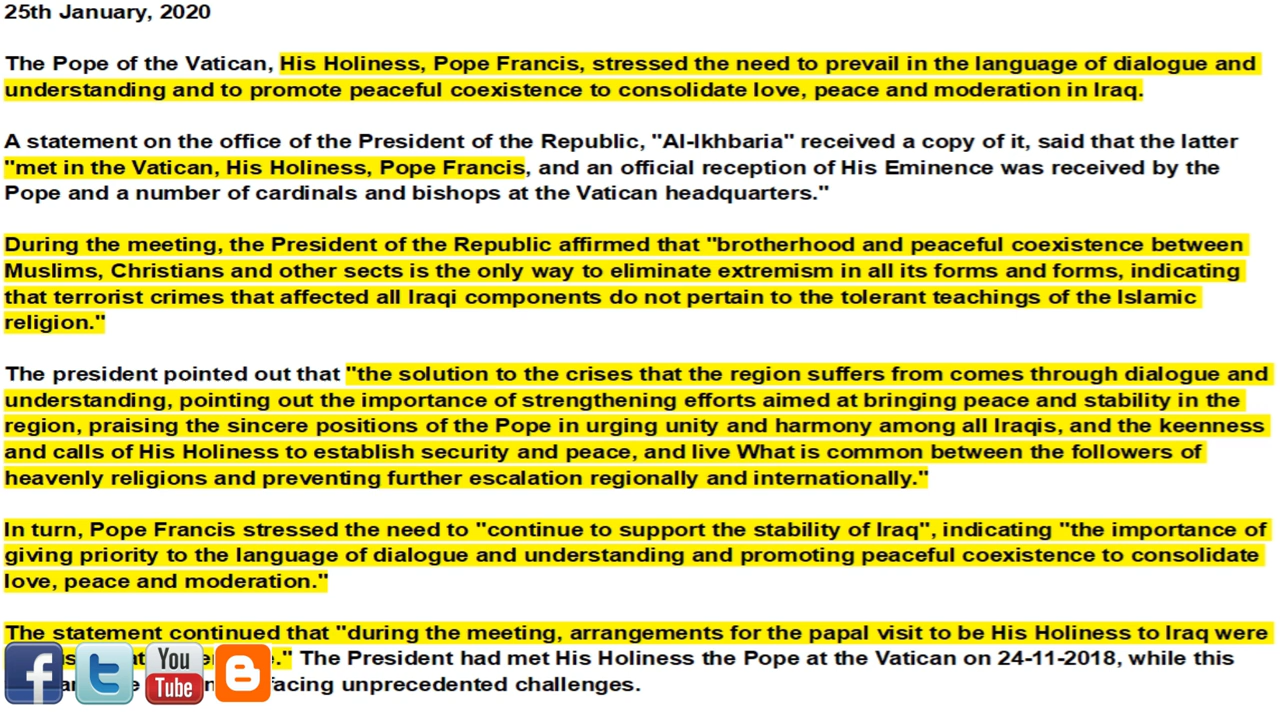 25th January, 2020
The Pope of the Vatican, His Holiness, Pope Francis, stressed the need to prevail in the language of dialogue and
understanding and to promote peaceful coexistence to consolidate love, peace and moderation in Iraq.
A statement on the office of the President of the Republic, "Al-Ikhbaria" received a copy of it, said that the latter
"met in the Vatican, His Holiness, Pope Francis, and an official reception of His Eminence was received by the
Pope and a number of cardinals and bishops at the Vatican headquarters."
During the meeting, the President of the Republic affirmed that "brotherhood and peaceful coexistence between
Muslims, Christians and other sects is the only way to eliminate extremism in all its forms and forms, indicating
that terrorist crimes that affected all Iraqi components do not pertain to the tolerant teachings of the Islamic
religion."
The president pointed out that "the solution to the crises that the region suffers from comes through dialogue and
understanding, pointing out the importance of strengthening efforts aimed at bringing peace and stability in the
region, praising the sincere positions of the Pope in urging unity and harmony among all Iraqis, and the keenness
and calls of His Holiness to establish security and peace, and live What is common between the followers of
heavenly religions and preventing further escalation regionally and internationally."
In turn, Pope Francis stressed the need to "continue to support the stability of Iraq", indicating "the importance of
giving priority to the language of dialogue and understanding and promoting peaceful coexistence to consolidate
love, peace and moderation."
The statement continued that "during the meeting, arrangements for the papal visit to be His Holiness to Iraq were
The President had met His Holiness the Pope at the Vatican on 24-11-2018, while this
facing unprecedented challenges.
You Tube